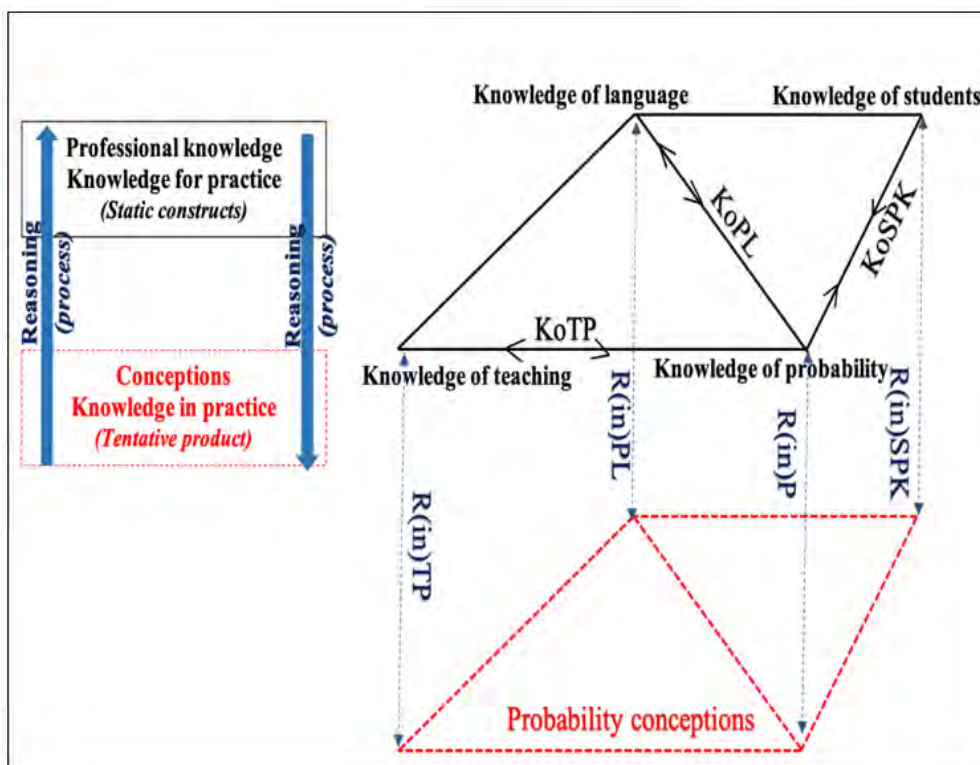 Professional knowledge
Knowledge for practice
(Static constructs)
Reasoning
(process)
Reasoning
(process)
Conceptions
Knowledge in practice
(Tentative product)
Knowledge of language
Knowledge of students
KoPL
KoSPK
KoTP
Knowledge of teaching
Knowledge of probability
R(in)TP
R(in)PL
R(in)P
R(in)SPK
Probability conceptions